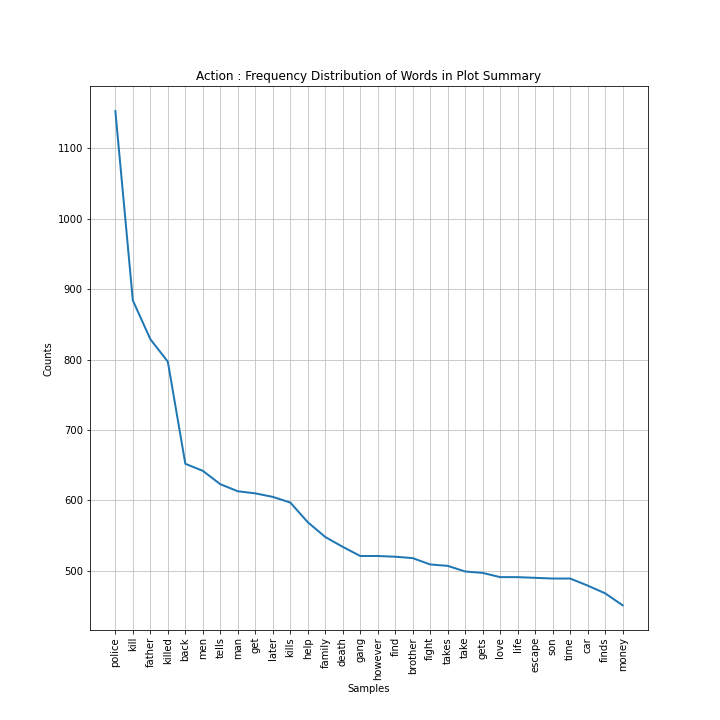 Action : Frequency Distribution of Words in Plot Summary
Counts
1100
1000
900
800
700
600
500
police
kill
father
killed
back
men
tells
man
get
later
kills
help
family
death
gang
however
find
brother
fight
takes
take
gets
love
life
escape
son
time
car
finds
money
Samples